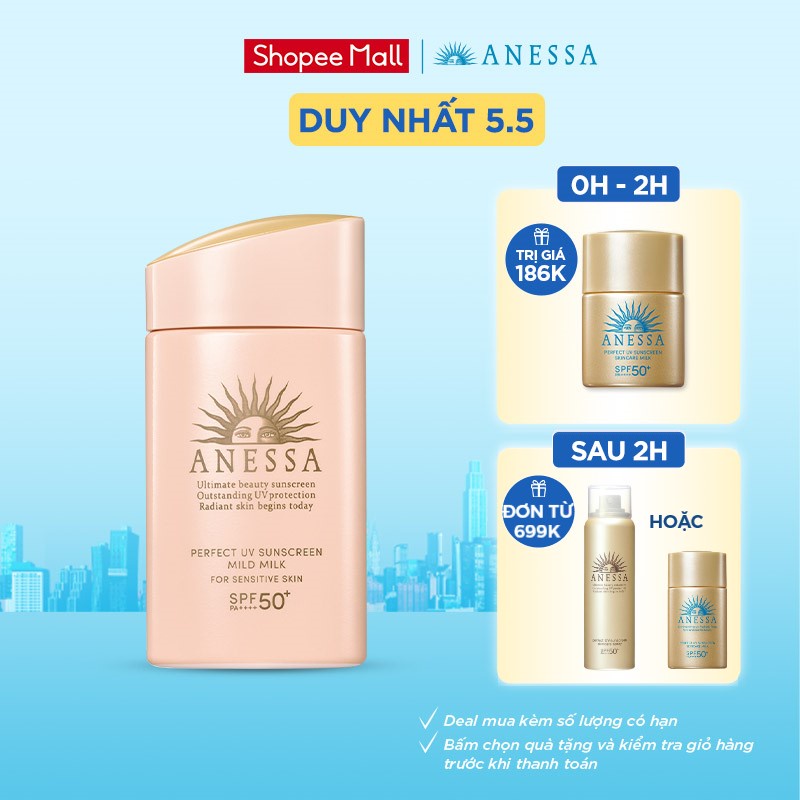 Shopee Mall | ANESSA
DUY NHẤT 5.5
0H - 2H
TRỊ GIÁ
186K
ANESSA
PERFECT UV SUNSCREEN
SKINCARE MILK
SPF50+
PA++++
SAU 2H
ĐƠN TỪ
699K
HOẶC
ANESSA
SPF50+
ANESSA
SPF50+
ANESSA
Ultimate beauty sunscreen
Outstanding UV protection
Radiant skin begins today
PERFECT UV SUNSCREEN
MILD MILK
FOR SENSITIVE SKIN
SPF50+
PA++++
Deal mua kèm số lượng có hạn
Bấm chọn quà tặng và kiểm tra giỏ hàng
trước khi thanh toán